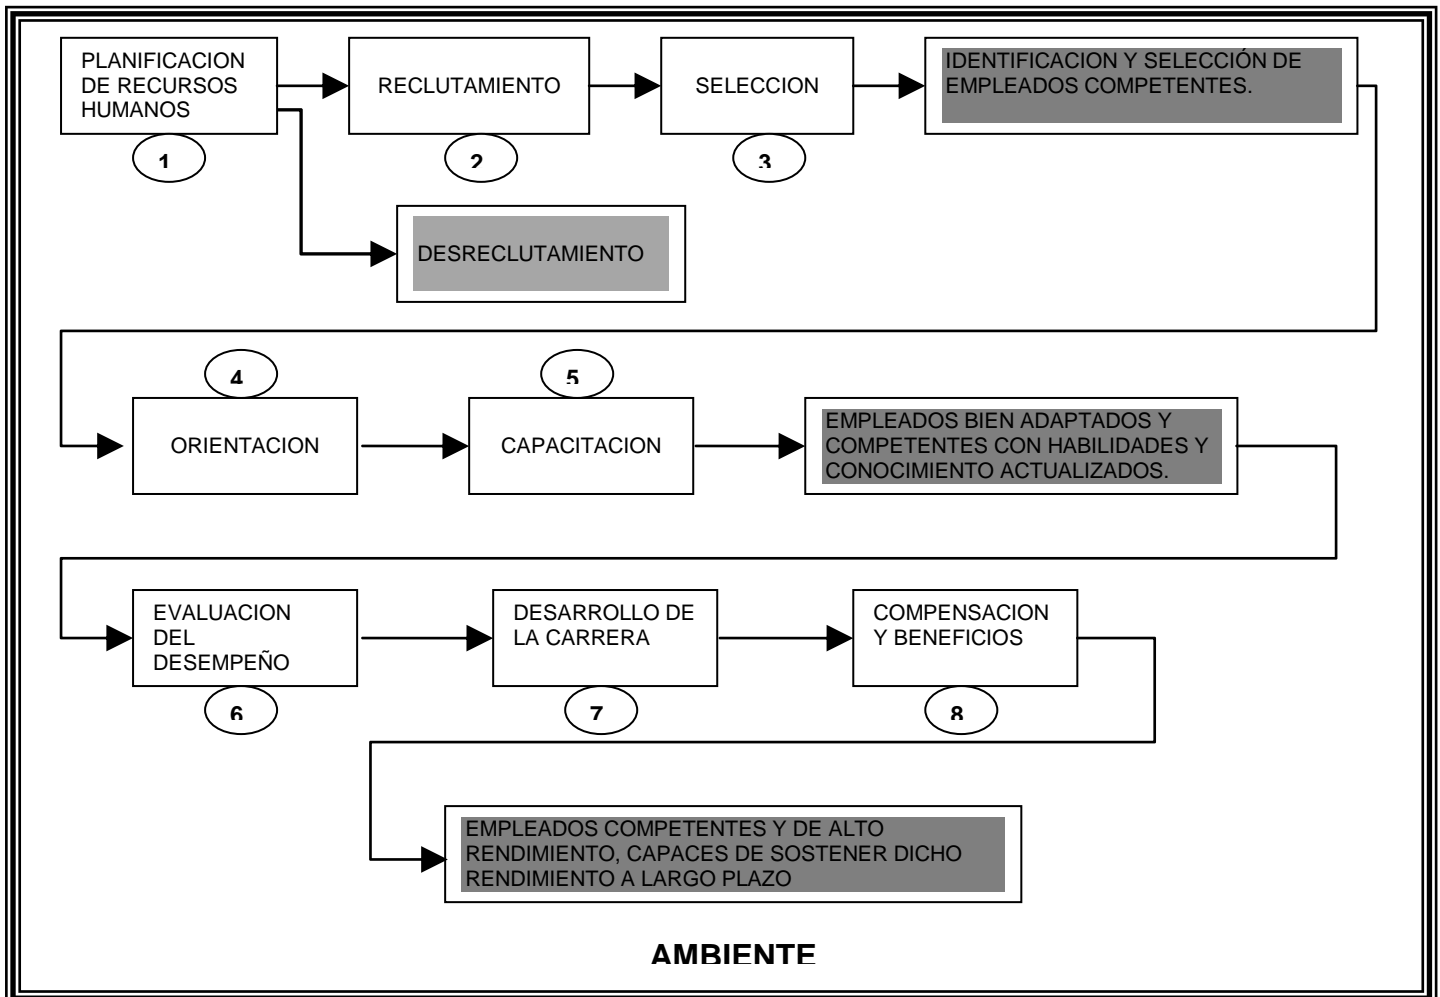 PLANIFICACION
DE RECURSOS
HUMANOS
1
RECLUTAMIENTO
2
SELECCION
3
IDENTIFICACION Y SELECCIÓN DE
EMPLEADOS COMPETENTES.
DESRECLUTAMIENTO
4
ORIENTACION
5
CAPACITACION
EMPLEADOS BIEN ADAPTADOS Y
COMPETENTES CON HABILIDADES Y
CONOCIMIENTO ACTUALIZADOS.
EVALUACION
DEL
DESEMPEÑO
6
DESARROLLO DE
LA CARRERA
7
COMPENSACION
Y BENEFICIOS
8
EMPLEADOS COMPETENTES Y DE ALTO
RENDIMIENTO, CAPACES DE SOSTENER DICHO
RENDIMIENTO A LARGO PLAZO
AMBIENTE